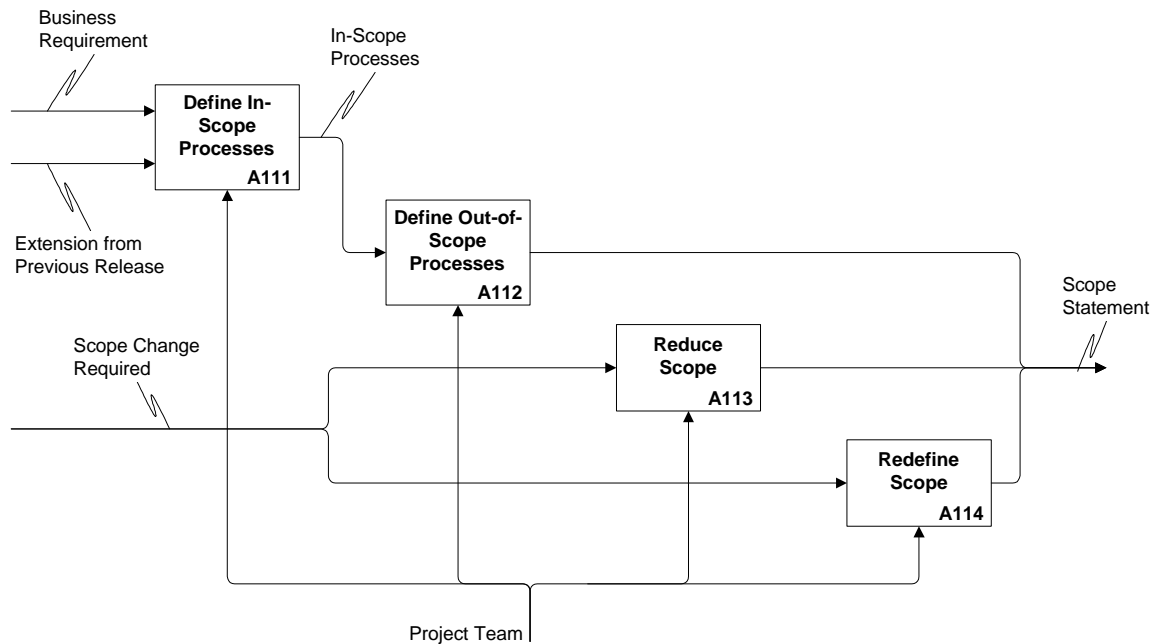 Business
Requirement
In-Scope
Processes
Define In-
Scope
Processes
A111
Extension from
Previous Release
Define Out-of-
Scope
Processes
A112
Scope
Statement
Scope Change
Required
Reduce
Scope
A113
Redefine
Scope
A114
Project Team